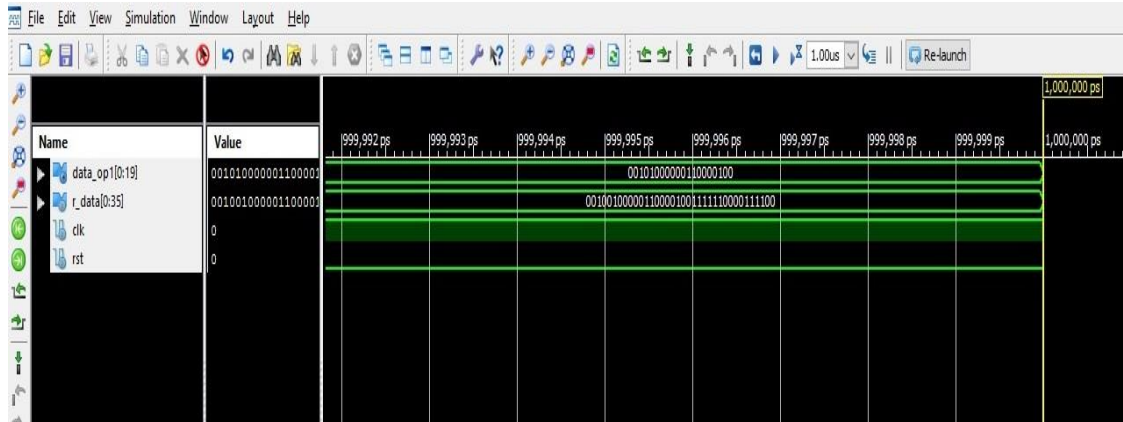 File Edit View Simulation Window Layout Help
1.00us Re-launch
1,000,000 ps
Name Value 999,992 ps 999,993 ps 999,994 ps 999,995 ps 999,996 ps 999,997 ps 999,998 ps 999,999 ps 1,000,000 ps
data_op1[0:19] 001010000001100001 00101000000110000100
r_data[0:35] 001001000001100001 001001000001100001001111110000111100
clk 0
rst 0